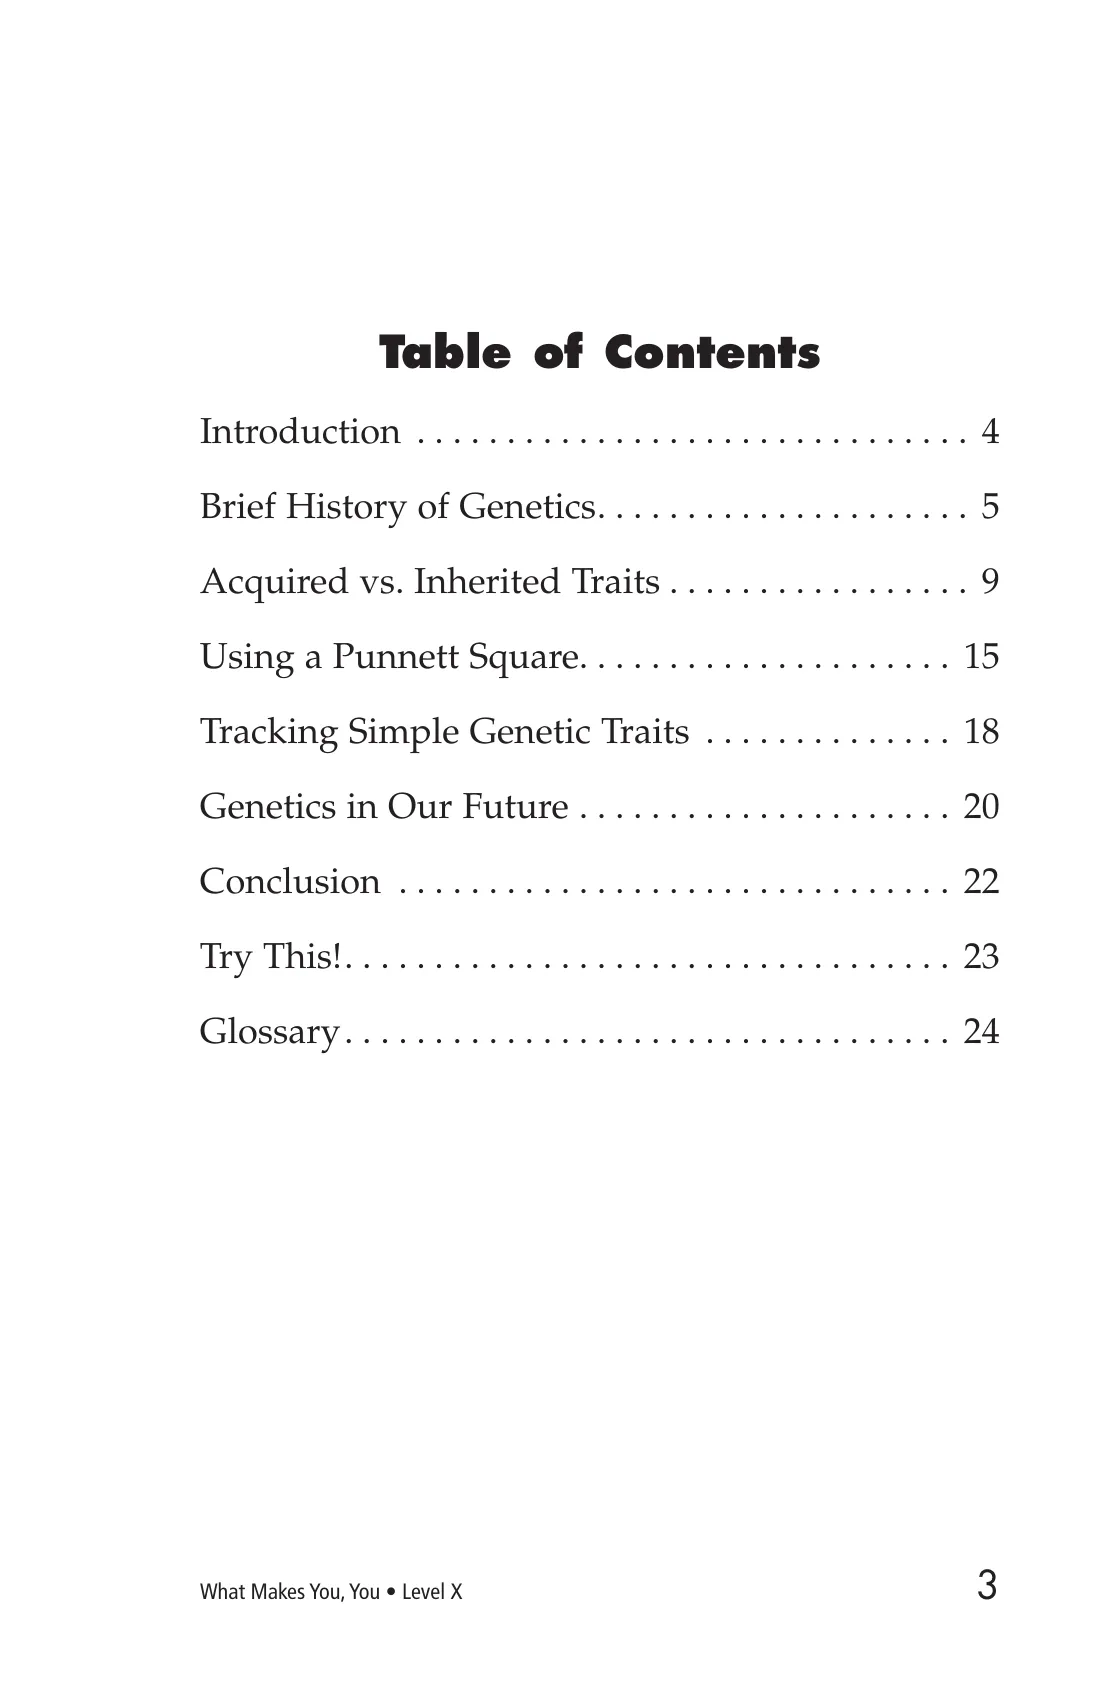 Table of Contents
Introduction . . . . . . . . . . . . . . . . . . . . . . . . . . . . . . . 4
Brief History of Genetics. . . . . . . . . . . . . . . . . . . . . 5
Acquired vs. Inherited Traits . . . . . . . . . . . . . . . . . 9
Using a Punnett Square. . . . . . . . . . . . . . . . . . . . . 15
Tracking Simple Genetic Traits . . . . . . . . . . . . . . 18
Genetics in Our Future . . . . . . . . . . . . . . . . . . . . . 20
Conclusion . . . . . . . . . . . . . . . . . . . . . . . . . . . . . . . 22
Try This!. . . . . . . . . . . . . . . . . . . . . . . . . . . . . . . . . . 23
Glossary . . . . . . . . . . . . . . . . . . . . . . . . . . . . . . . . . . 24
What Makes You, You • Level X 3